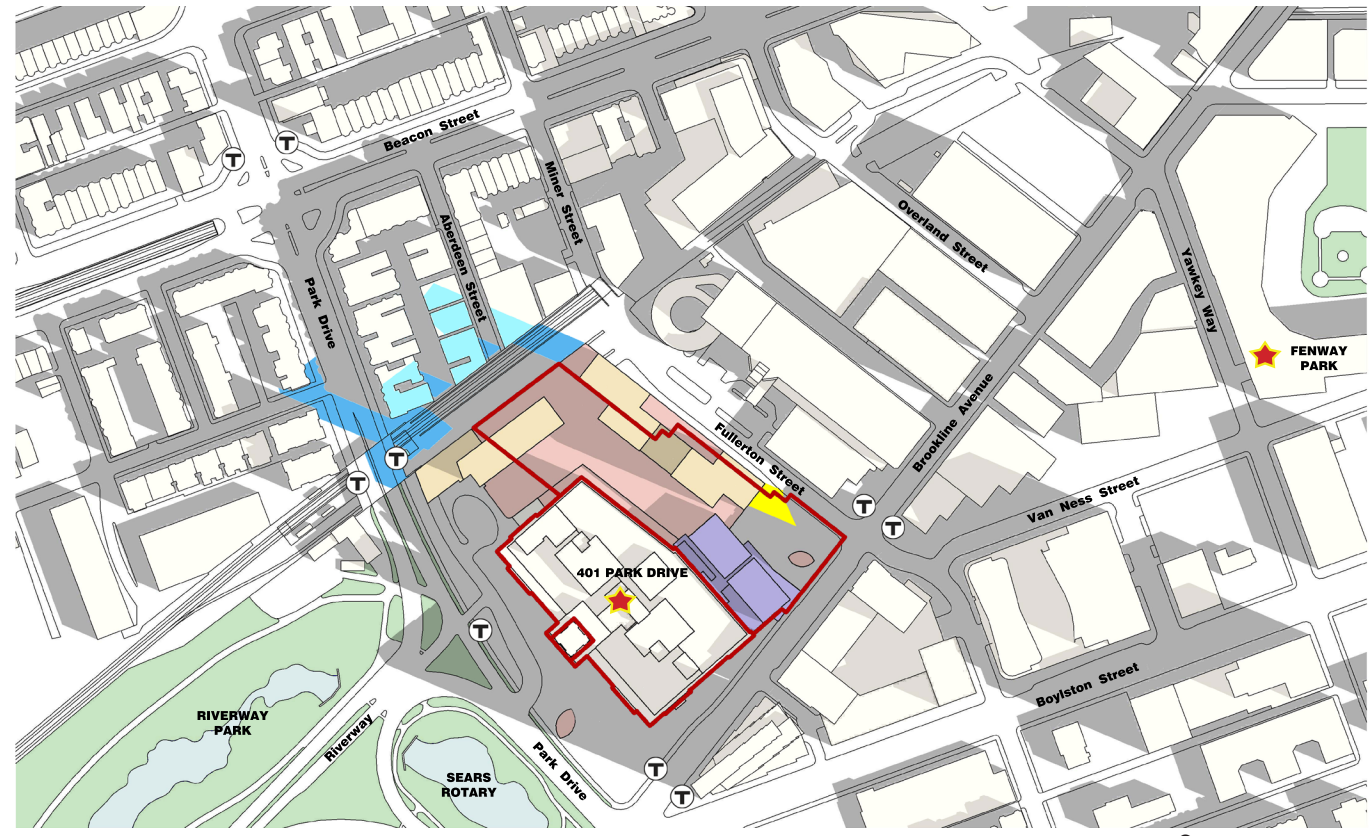 Beacon Street
T
T
Miner Street
Aberdeen Street
Overland Street
Park Drive
Yawkey Way
FENWAY
PARK
Brookline Avenue
Fullerton Street
T
T
Van Ness Street
T
T
401 PARK DRIVE
T
Boylston Street
RIVERWAY
PARK
Riverway
Park Drive
SEARS
ROTARY
T
T